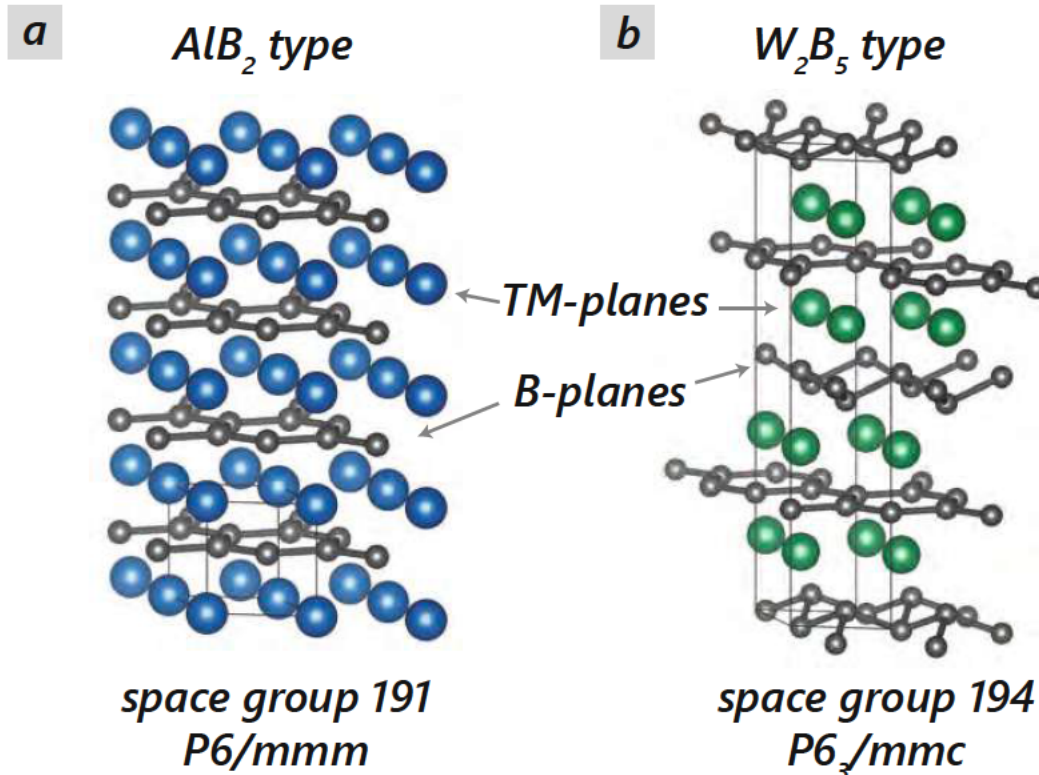 a
AlB2 type
b
W2B5 type
TM-planes
B-planes
space group 191
P6/mmm
space group 194
P63/mmc